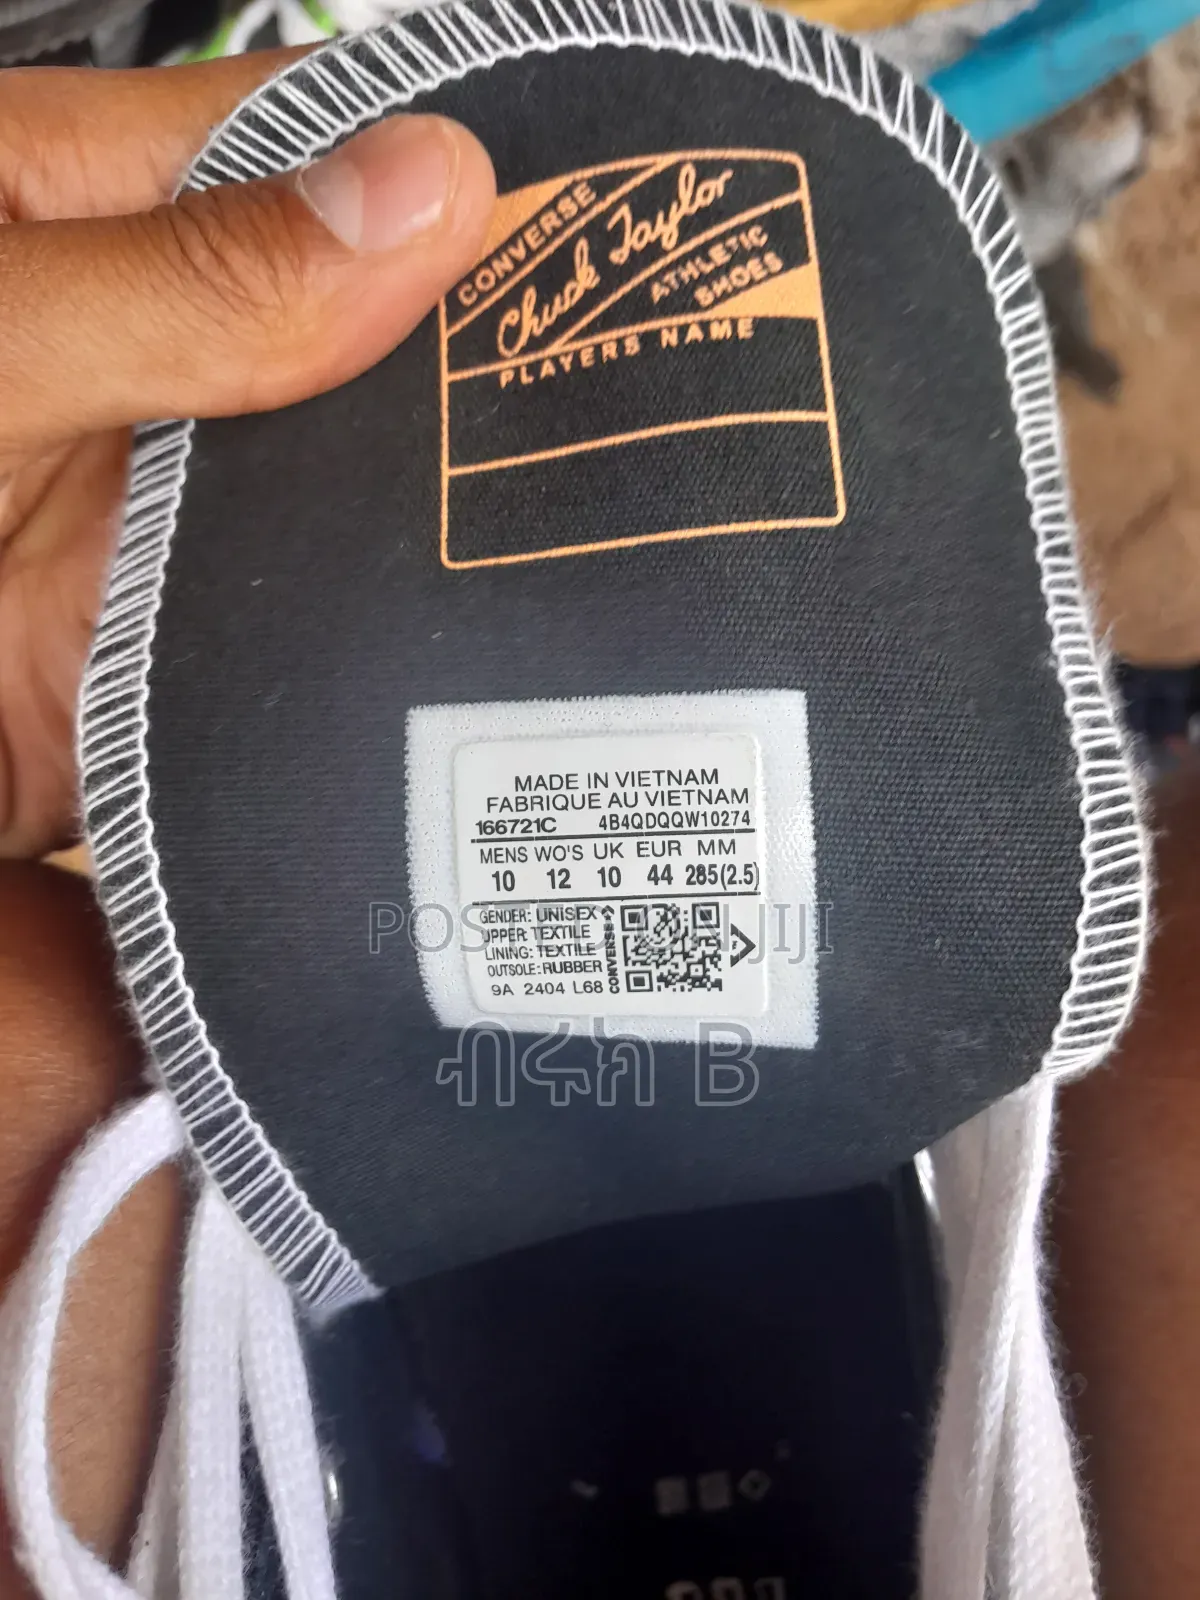 CONVERSE
Chuck Taylor
ATHLETIC
SHOES
PLAYERS NAME
MADE IN VIETNAM
FABRIQUE AU VIETNAM
166721C 4B4QDQQW10274
MENS WO'S UK EUR MM
10 12 10 44 285(2.5)
GENDER: UNISEX
UPPER: TEXTILE
LINING: TEXTILE
OUTSOLE: RUBBER
9A 2404 L68
CONVERSE
POSTED ON JIJI
ብሩክ B